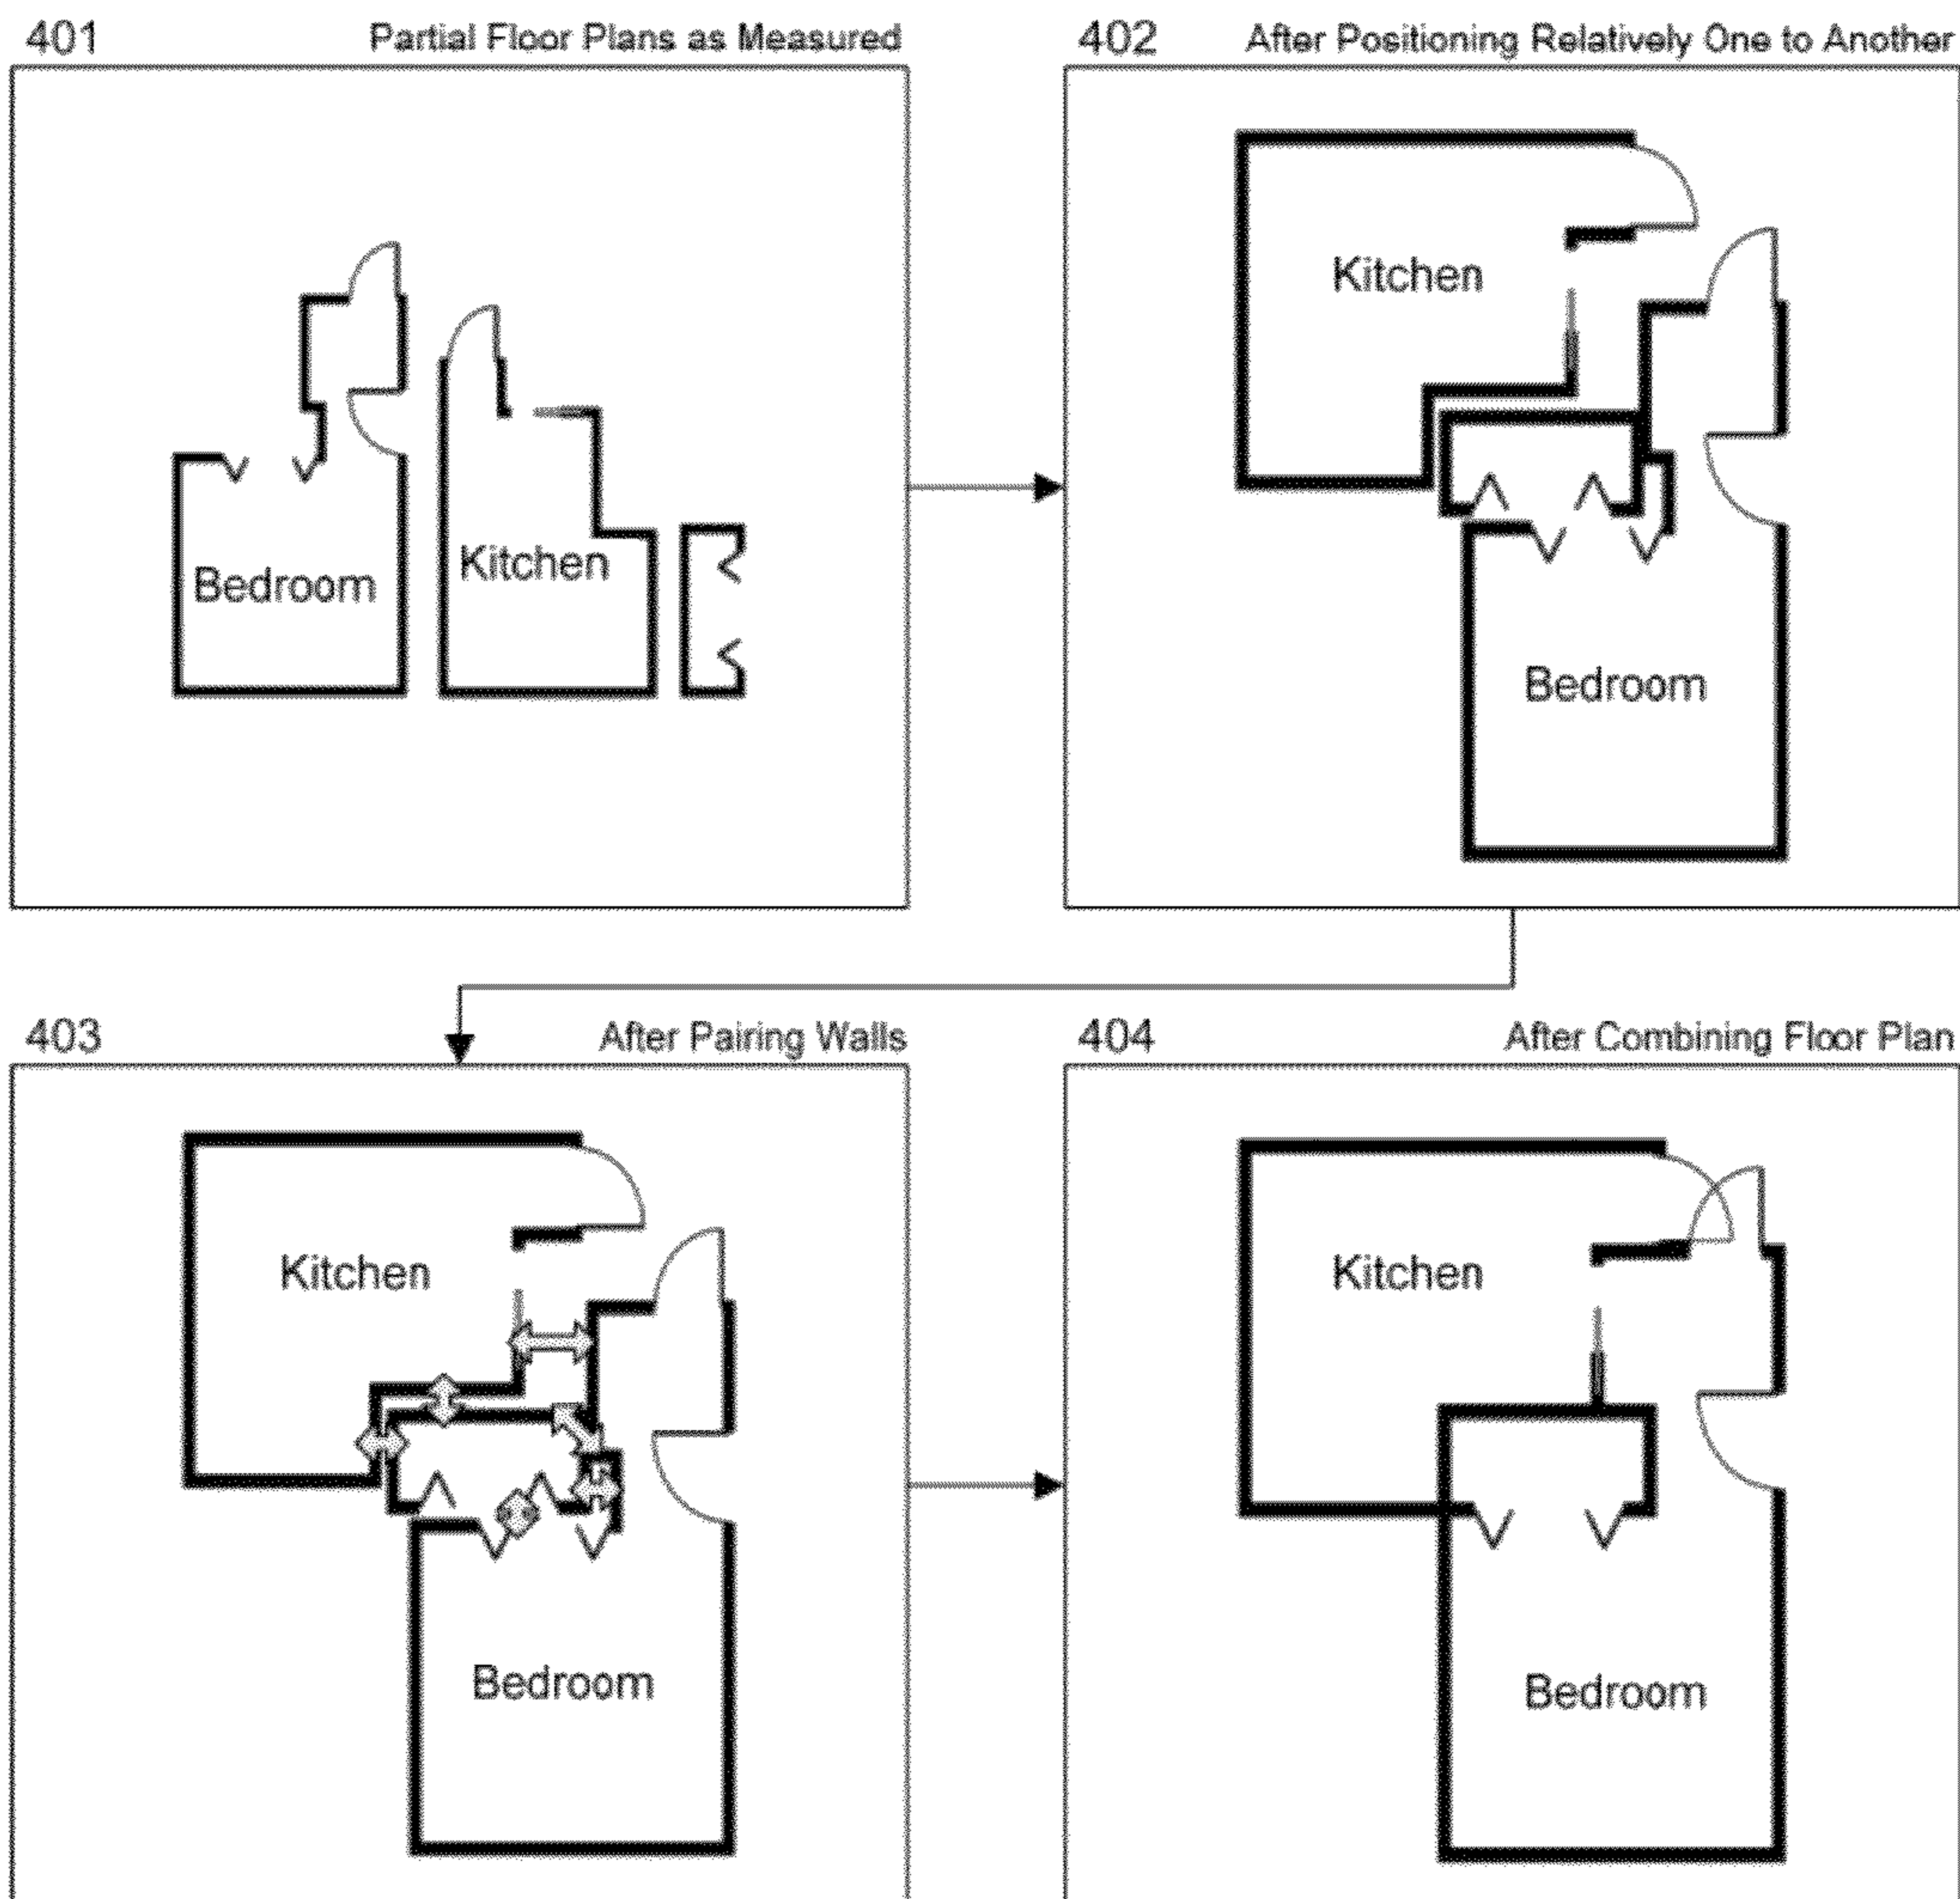 401 Partial Floor Plans as Measured
Bedroom
Kitchen
402 After Positioning Relatively One to Another
Kitchen
Bedroom
403 After Pairing Walls
Kitchen
Bedroom
404 After Combining Floor Plan
Kitchen
Bedroom